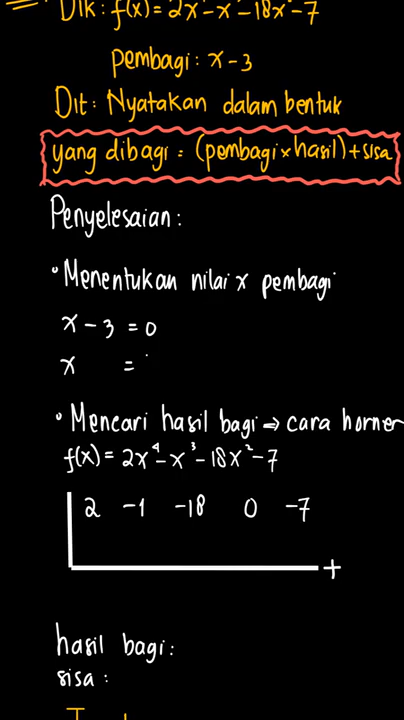 Dik: f(x) = 2x⁴-x³-18x²-7
pembagi: x-3
Dit: Nyatakan dalam bentuk
yang dibagi = (pembagi x hasil) + sisa
Penyelesaian:
• Menentukan nilai x pembagi
x - 3 = 0
x =
• Mencari hasil bagi ⇒ cara horner
f(x) = 2x⁴-x³-18x²-7
2 -1 -18 0 -7
+
hasil bagi:
sisa: